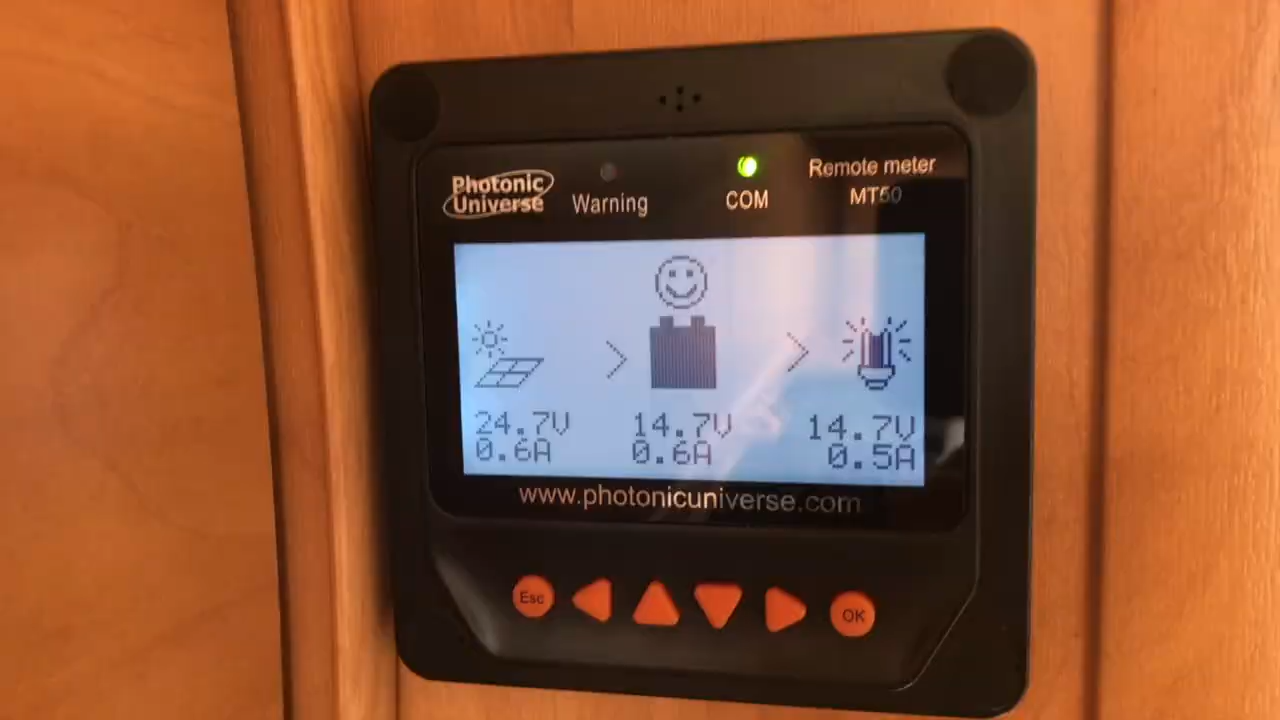 Photonic
Universe
Warning
COM
Remote meter
MT50
24.7V
0.6A
14.7V
0.6A
14.7V
0.5A
www.photonicuniverse.com
Esc
OK